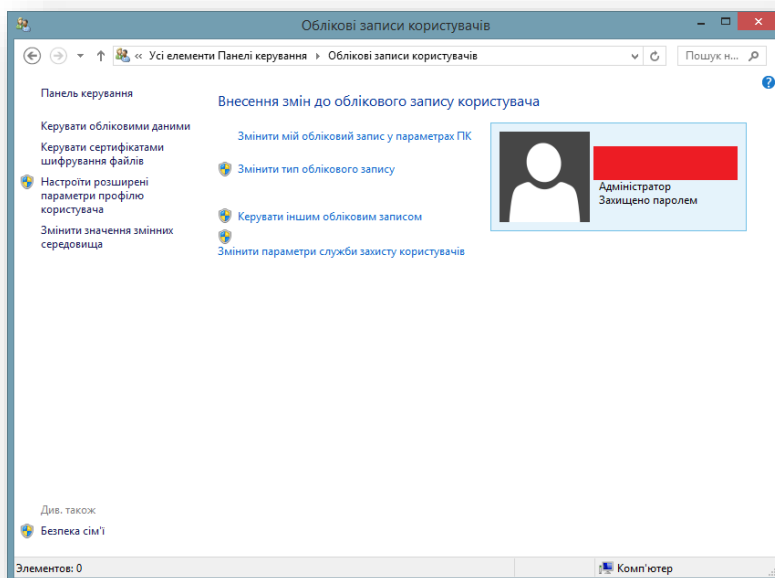 Облікові записи користувачів
« Усі елементи Панелі керування Облікові записи користувачів
Пошук н...
Панель керування
Внесення змін до облікового запису користувача
Керувати обліковими даними
Керувати сертифікатами
шифрування файлів
Настроїти розширені
параметри профілю
користувача
Змінити значення змінних
середовища
Змінити мій обліковий запис у параметрах ПК
Змінити тип облікового запису
Керувати іншим обліковим записом
Змінити параметри служби захисту користувачів
Адміністратор
Захищено паролем
Див. також
Безпека сім'ї
Элементов: 0
Комп'ютер